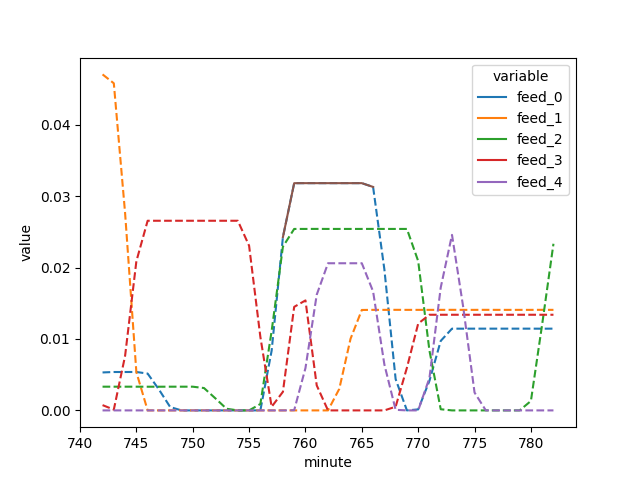 variable
feed_0
feed_1
feed_2
feed_3
feed_4
value
0.04
0.03
0.02
0.01
0.00
740 745 750 755 760 765 770 775 780
minute